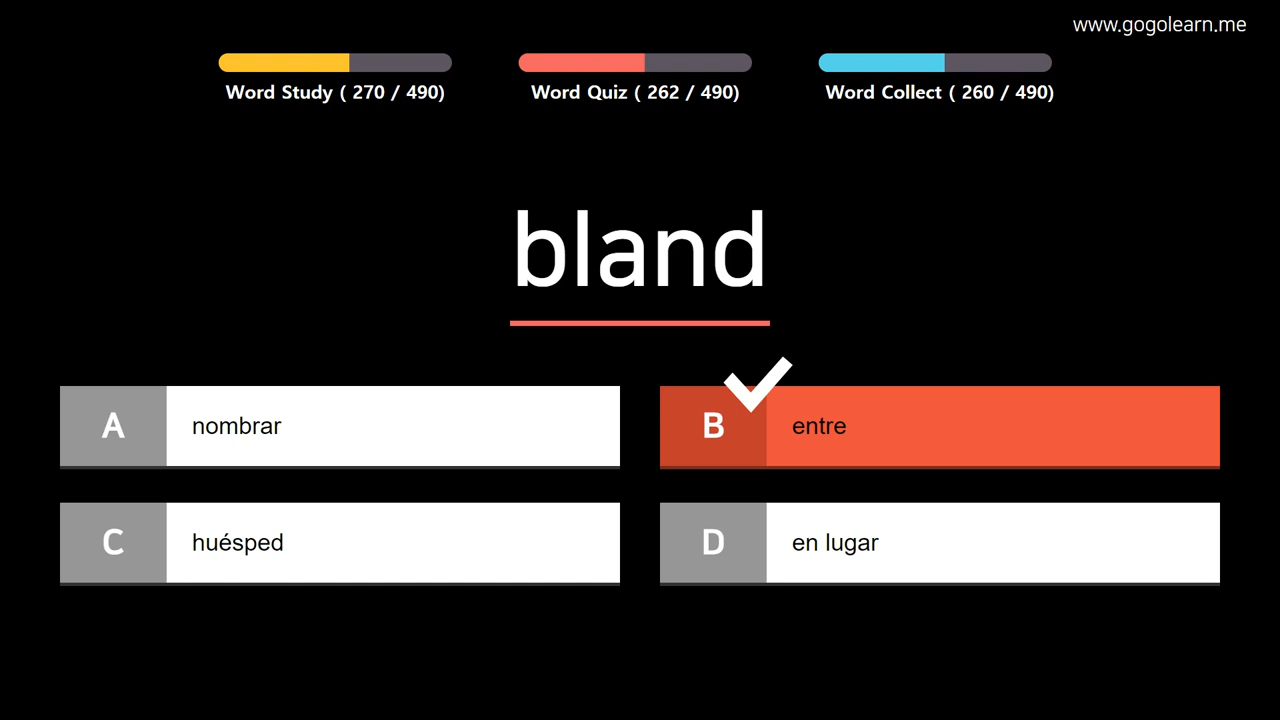 www.gogolearn.me
Word Study ( 270 / 490)
Word Quiz ( 262 / 490)
Word Collect ( 260 / 490)
bland
A
nombrar
B
entre
C
huésped
D
en lugar